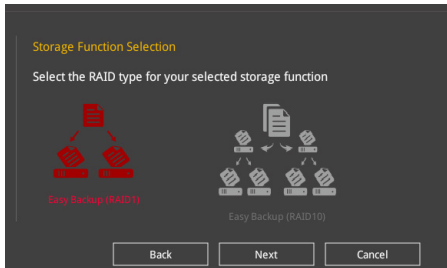 Storage Function Selection
Select the RAID type for your selected storage function
Easy Backup (RAID1)
Easy Backup (RAID10)
Back
Next
Cancel